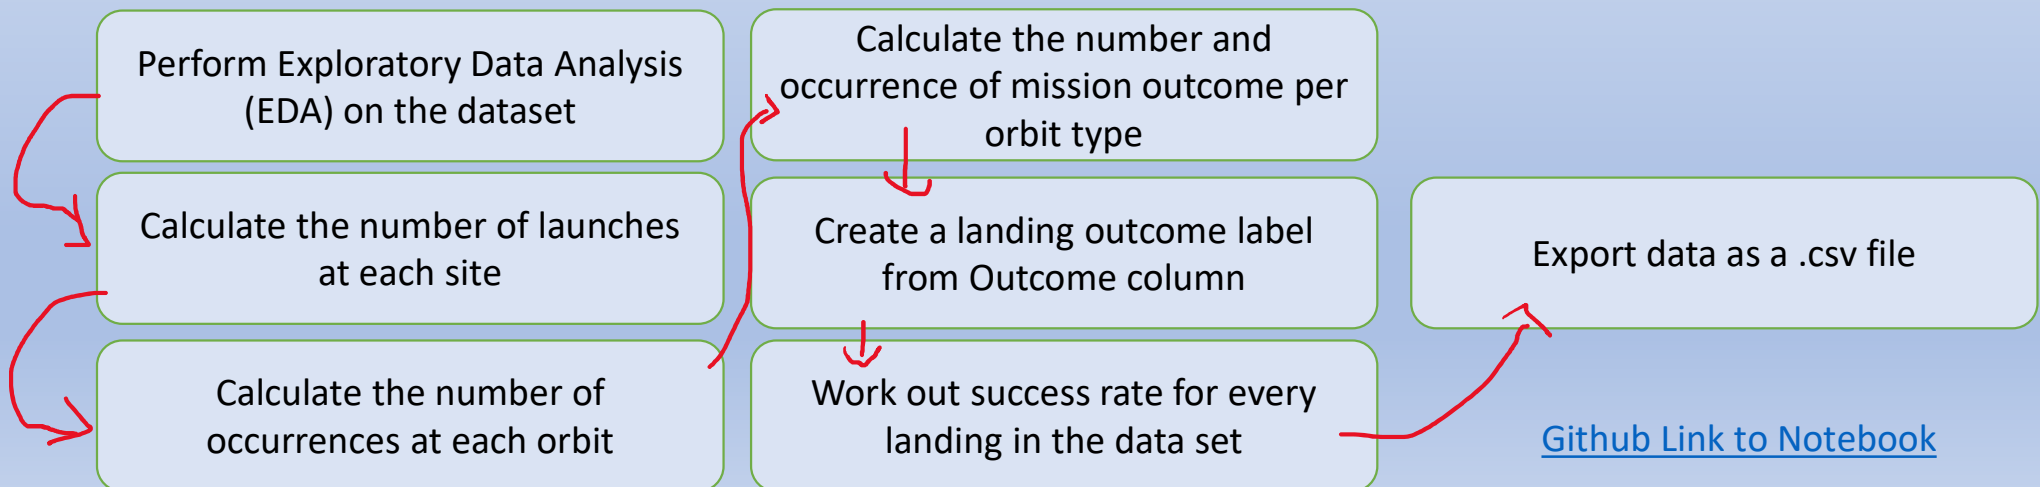 Perform Exploratory Data Analysis
(EDA) on the dataset
Calculate the number of launches
at each site
Calculate the number of
occurrences at each orbit
Calculate the number and
occurrence of mission outcome per
orbit type
Create a landing outcome label
from Outcome column
Work out success rate for every
landing in the data set
Export data as a .csv file
Github Link to Notebook